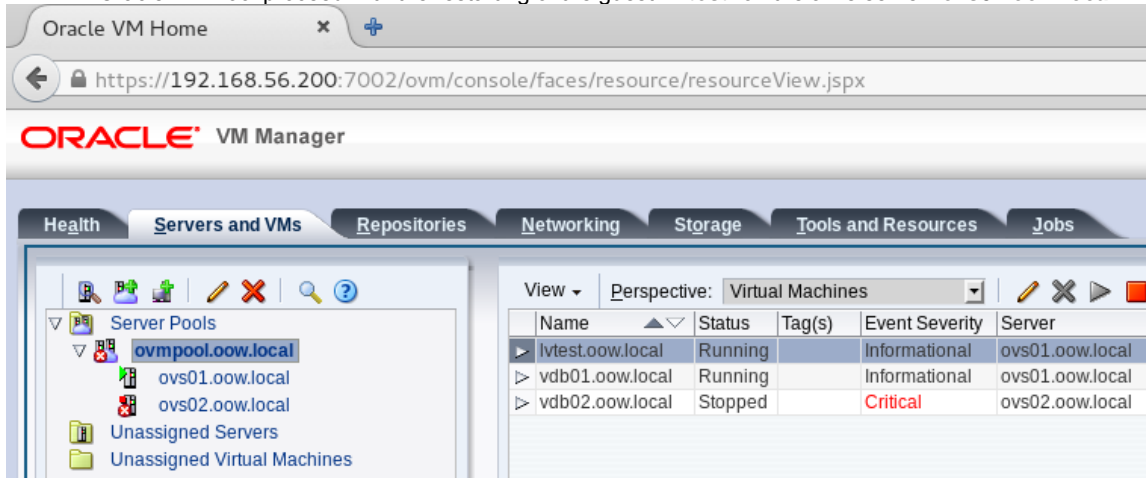 Oracle VM Home
https://192.168.56.200:7002/ovm/console/faces/resource/resourceView.jspx
ORACLE VM Manager
Health Servers and VMs Repositories Networking Storage Tools and Resources Jobs
View Perspective: Virtual Machines
Server Pools
ovmpool.oow.local
ovs01.oow.local
ovs02.oow.local
Unassigned Servers
Unassigned Virtual Machines
Name Status Tag(s) Event Severity Server
lvtest.oow.local Running Informational ovs01.oow.local
vdb01.oow.local Running Informational ovs01.oow.local
vdb02.oow.local Stopped Critical ovs02.oow.local